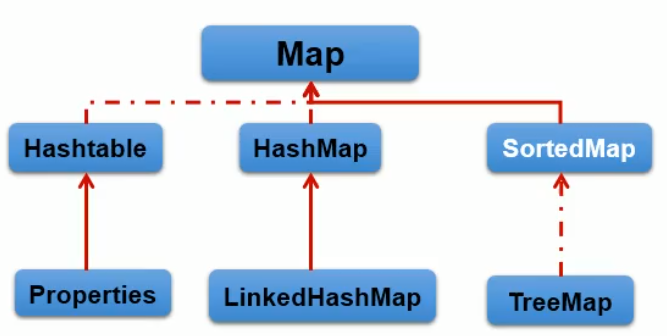 Map
Hashtable
HashMap
SortedMap
Properties
LinkedHashMap
TreeMap